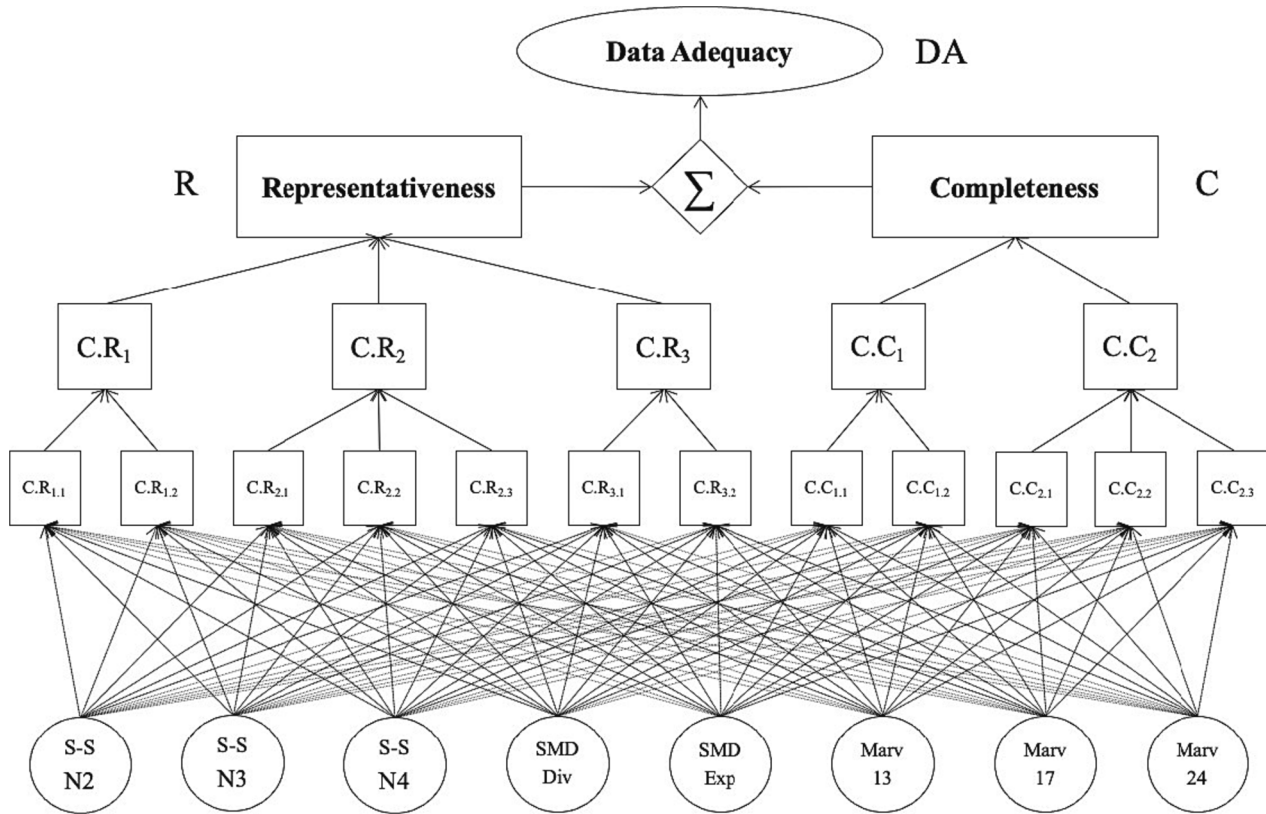 Data Adequacy
DA
R
Representativeness
∑
Completeness
C
C.R₁
C.R₂
C.R₃
C.C₁
C.C₂
C.R₁.₁
C.R₁.₂
C.R₂.₁
C.R₂.₂
C.R₂.₃
C.R₃.₁
C.R₃.₂
C.C₁.₁
C.C₁.₂
C.C₂.₁
C.C₂.₂
C.C₂.₃
S-S
N2
S-S
N3
S-S
N4
SMD
Div
SMD
Exp
Marv
13
Marv
17
Marv
24